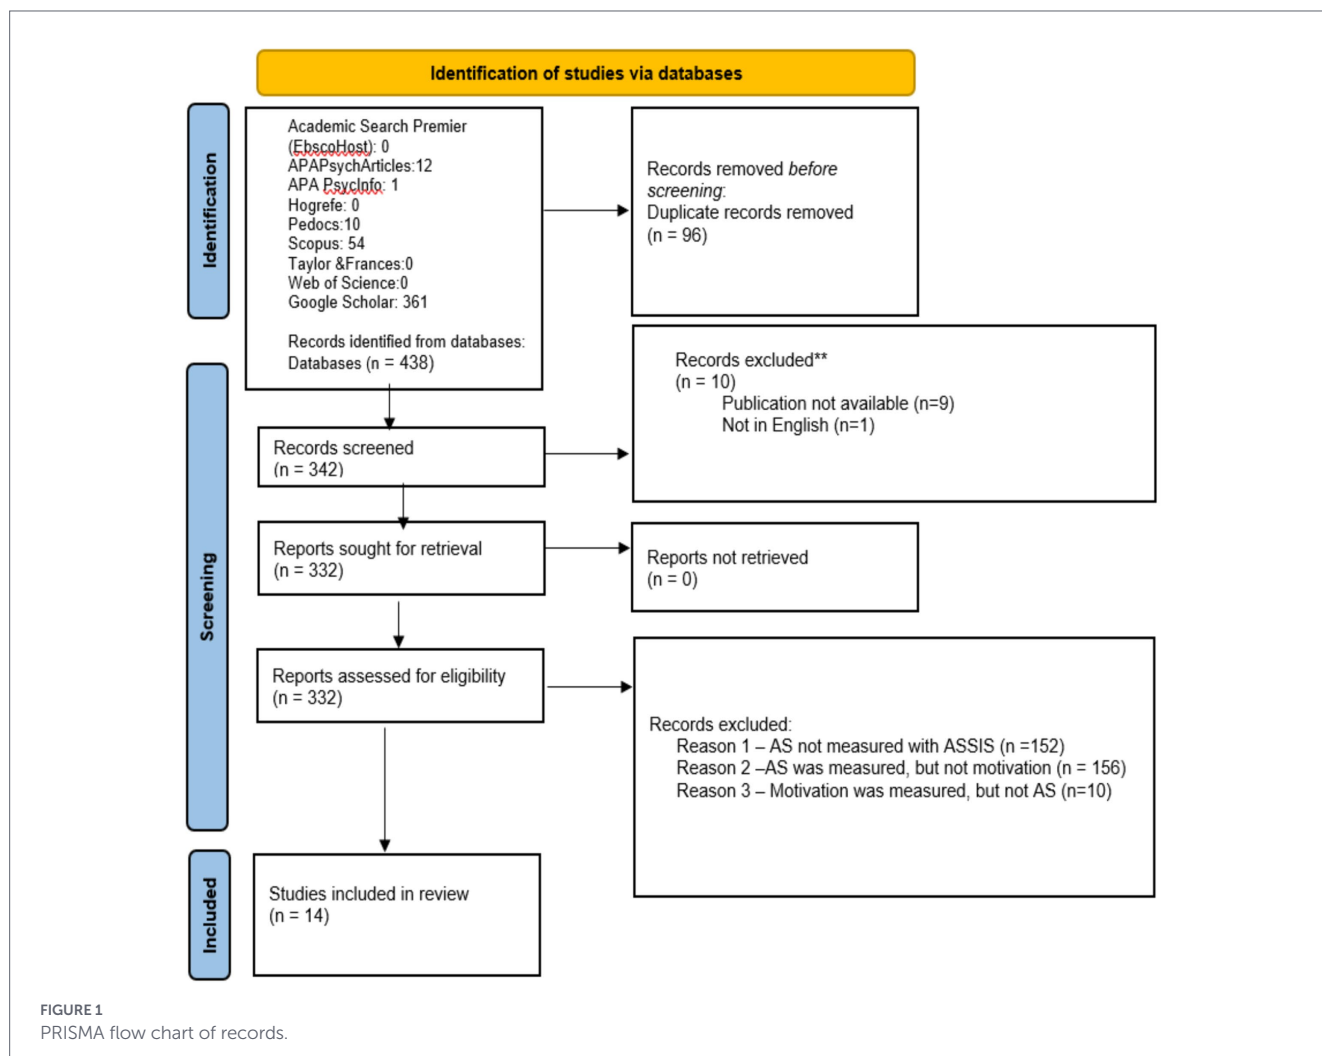 Identification of studies via databases
Identification
Academic Search Premier
(EbscoHost): 0
APAPsychArticles:12
APA PsycInfo: 1
Hogrefe: 0
Pedocs:10
Scopus: 54
Taylor &Frances:0
Web of Science:0
Google Scholar: 361
Records identified from databases:
Databases (n = 438)
Records removed before
screening:
Duplicate records removed
(n = 96)
Screening
Records screened
(n = 342)
Records excluded**
(n = 10)
Publication not available (n=9)
Not in English (n=1)
Reports sought for retrieval
(n = 332)
Reports not retrieved
(n = 0)
Reports assessed for eligibility
(n = 332)
Records excluded:
Reason 1 – AS not measured with ASSIS (n =152)
Reason 2 –AS was measured, but not motivation (n = 156)
Reason 3 – Motivation was measured, but not AS (n=10)
Included
Studies included in review
(n = 14)
FIGURE 1
PRISMA flow chart of records.